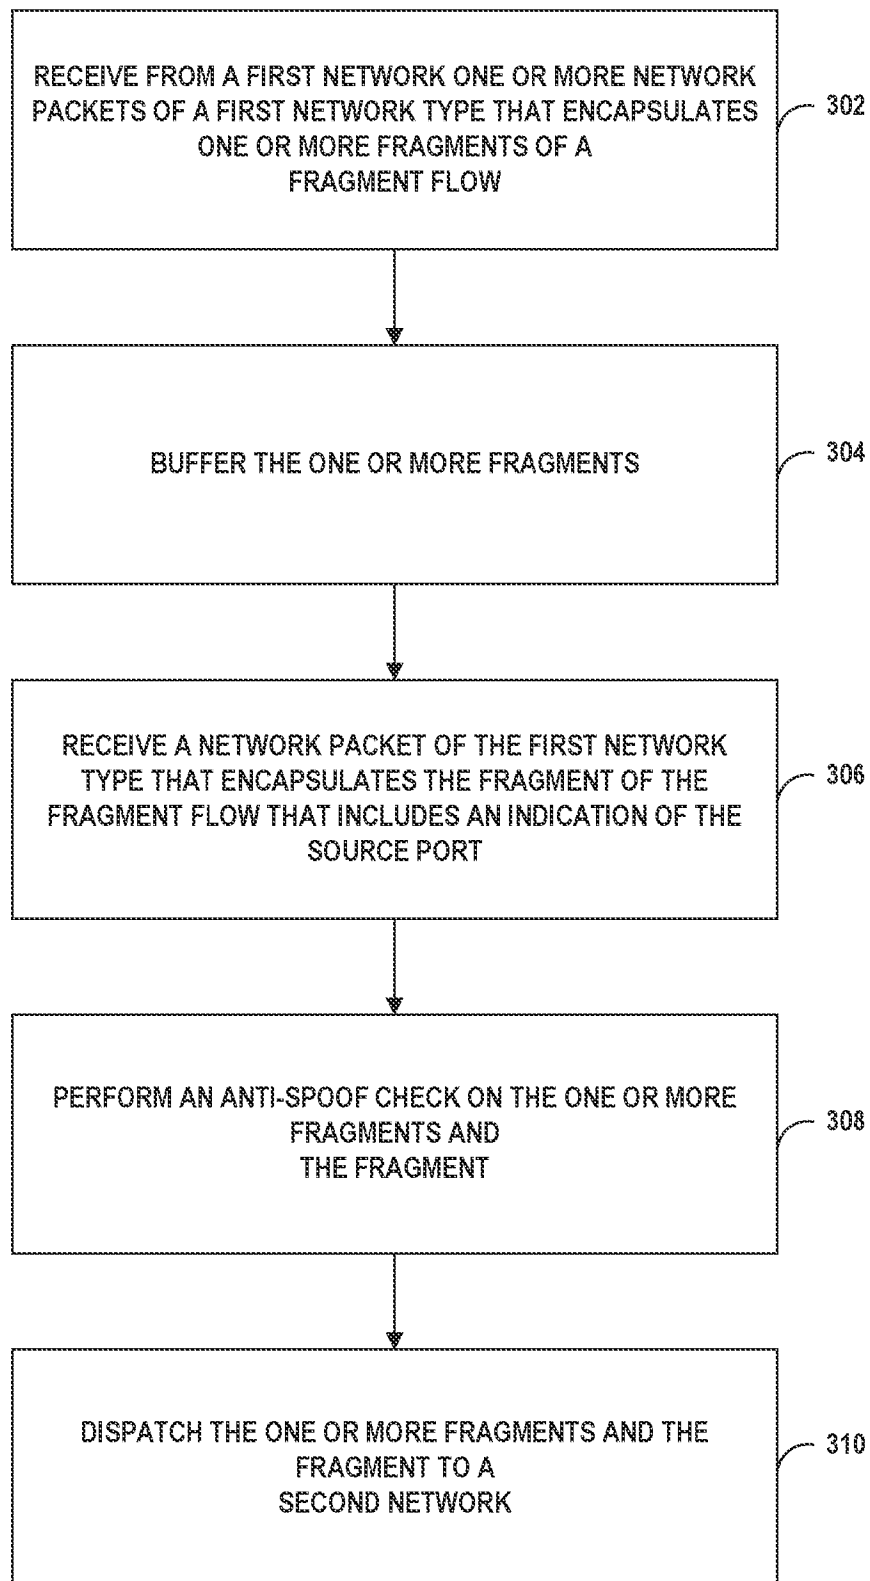 RECEIVE FROM A FIRST NETWORK ONE OR MORE NETWORK
PACKETS OF A FIRST NETWORK TYPE THAT ENCAPSULATES
ONE OR MORE FRAGMENTS OF A
FRAGMENT FLOW
302
BUFFER THE ONE OR MORE FRAGMENTS
304
RECEIVE A NETWORK PACKET OF THE FIRST NETWORK
TYPE THAT ENCAPSULATES THE FRAGMENT OF THE
FRAGMENT FLOW THAT INCLUDES AN INDICATION OF THE
SOURCE PORT
306
PERFORM AN ANTI-SPOOF CHECK ON THE ONE OR MORE
FRAGMENTS AND
THE FRAGMENT
308
DISPATCH THE ONE OR MORE FRAGMENTS AND THE
FRAGMENT TO A
SECOND NETWORK
310